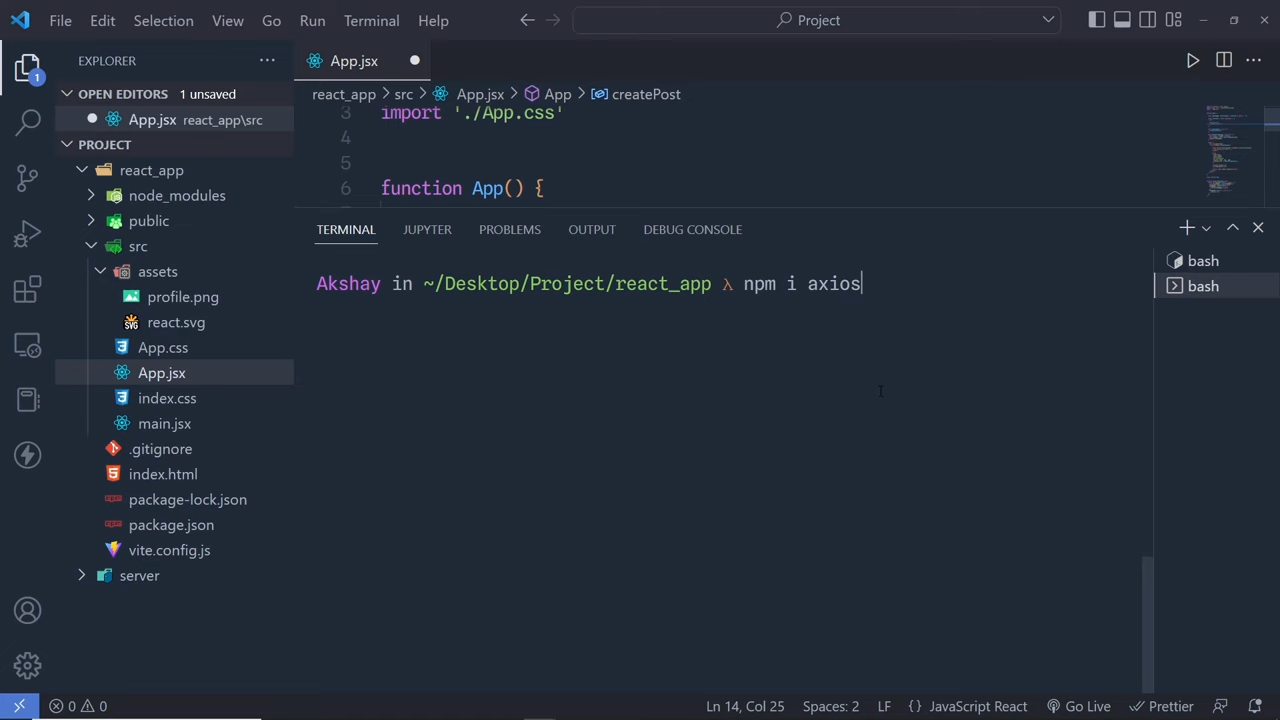 File Edit Selection View Go Run Terminal Help
Project
EXPLORER
1
OPEN EDITORS 1 unsaved
App.jsx react_app\src
PROJECT
react_app
node_modules
public
src
assets
profile.png
SVG react.svg
App.css
App.jsx
index.css
main.jsx
.gitignore
index.html
package-lock.json
package.json
vite.config.js
server
App.jsx
react_app > src > App.jsx > App > createPost
3 import './App.css'
4
5
6 function App() {
TERMINAL JUPYTER PROBLEMS OUTPUT DEBUG CONSOLE
Akshay in ~/Desktop/Project/react_app λ npm i axios
bash
bash
0 0 Ln 14, Col 25 Spaces: 2 LF {} JavaScript React Go Live Prettier